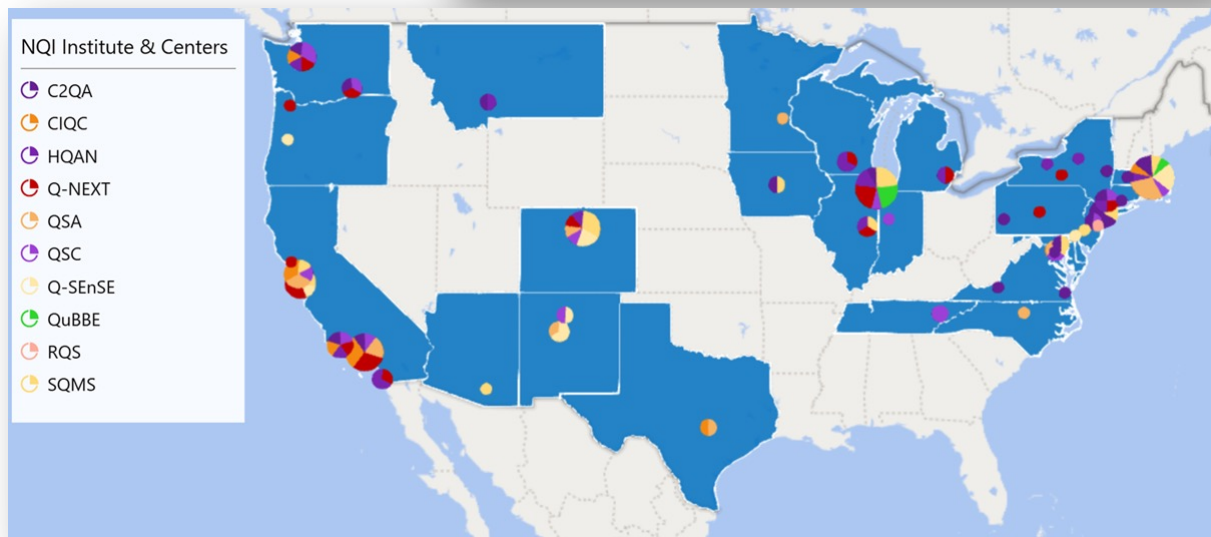 NQI Institute & Centers
C2QA
CIQC
HQAN
Q-NEXT
QSA
QSC
Q-SEnSE
QuBBE
RQS
SQMS